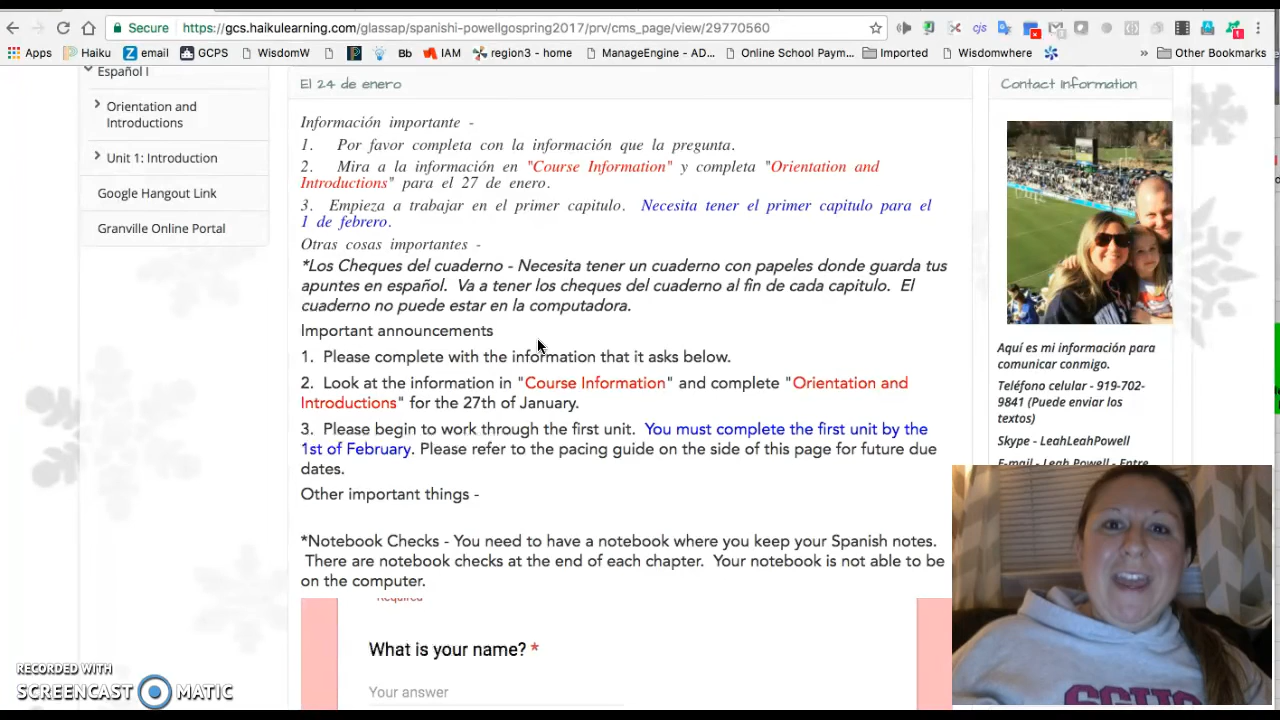 Secure
https://gcs.haikulearning.com/glassap/spanishi-powellgospring2017/prv/cms_page/view/29770560
Apps Haiku email GCPS WisdomW Bb IAM region3 - home ManageEngine - AD... Online School Paym... Imported Wisdomwhere » Other Bookmarks
Español I
Orientation and
Introductions
Unit 1: Introduction
Google Hangout Link
Granville Online Portal
El 24 de enero
Información importante -
1. Por favor completa con la información que la pregunta.
2. Mira a la información en "Course Information" y completa "Orientation and
Introductions" para el 27 de enero.
3. Empieza a trabajar en el primer capitulo. Necesita tener el primer capitulo para el
1 de febrero.
Otras cosas importantes -
*Los Cheques del cuaderno - Necesita tener un cuaderno con papeles donde guarda tus
apuntes en español. Va a tener los cheques del cuaderno al fin de cada capitulo. El
cuaderno no puede estar en la computadora.
Important announcements
1. Please complete with the information that it asks below.
2. Look at the information in "Course Information" and complete "Orientation and
Introductions" for the 27th of January.
3. Please begin to work through the first unit. You must complete the first unit by the
1st of February. Please refer to the pacing guide on the side of this page for future due
dates.
Other important things -
*Notebook Checks - You need to have a notebook where you keep your Spanish notes.
There are notebook checks at the end of each chapter. Your notebook is not able to be
on the computer.
Required
What is your name? *
Your answer
Contact Information
Aquí es mi información para
comunicar conmigo.
Teléfono celular - 919-702-
9841 (Puede enviar los
textos)
Skype - LeahLeahPowell
E-mail - Leah Powell - Entre
RECORDED WITH
SCREENCAST MATIC